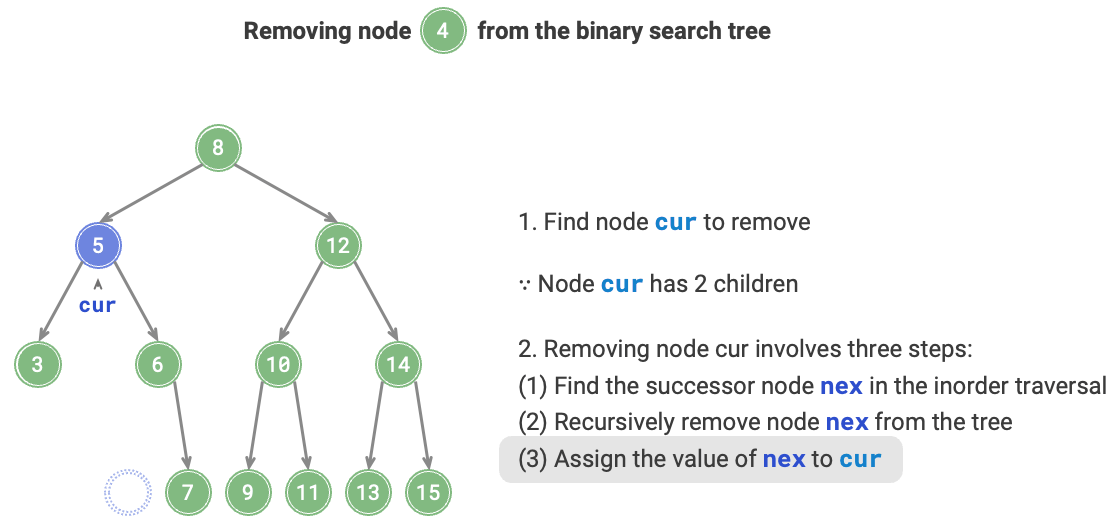 Removing node 4 from the binary search tree
8
5
12
cur
3
6
10
14
7
9
11
13
15
1. Find node cur to remove
∵ Node cur has 2 children
2. Removing node cur involves three steps:
(1) Find the successor node nex in the inorder traversal
(2) Recursively remove node nex from the tree
(3) Assign the value of nex to cur